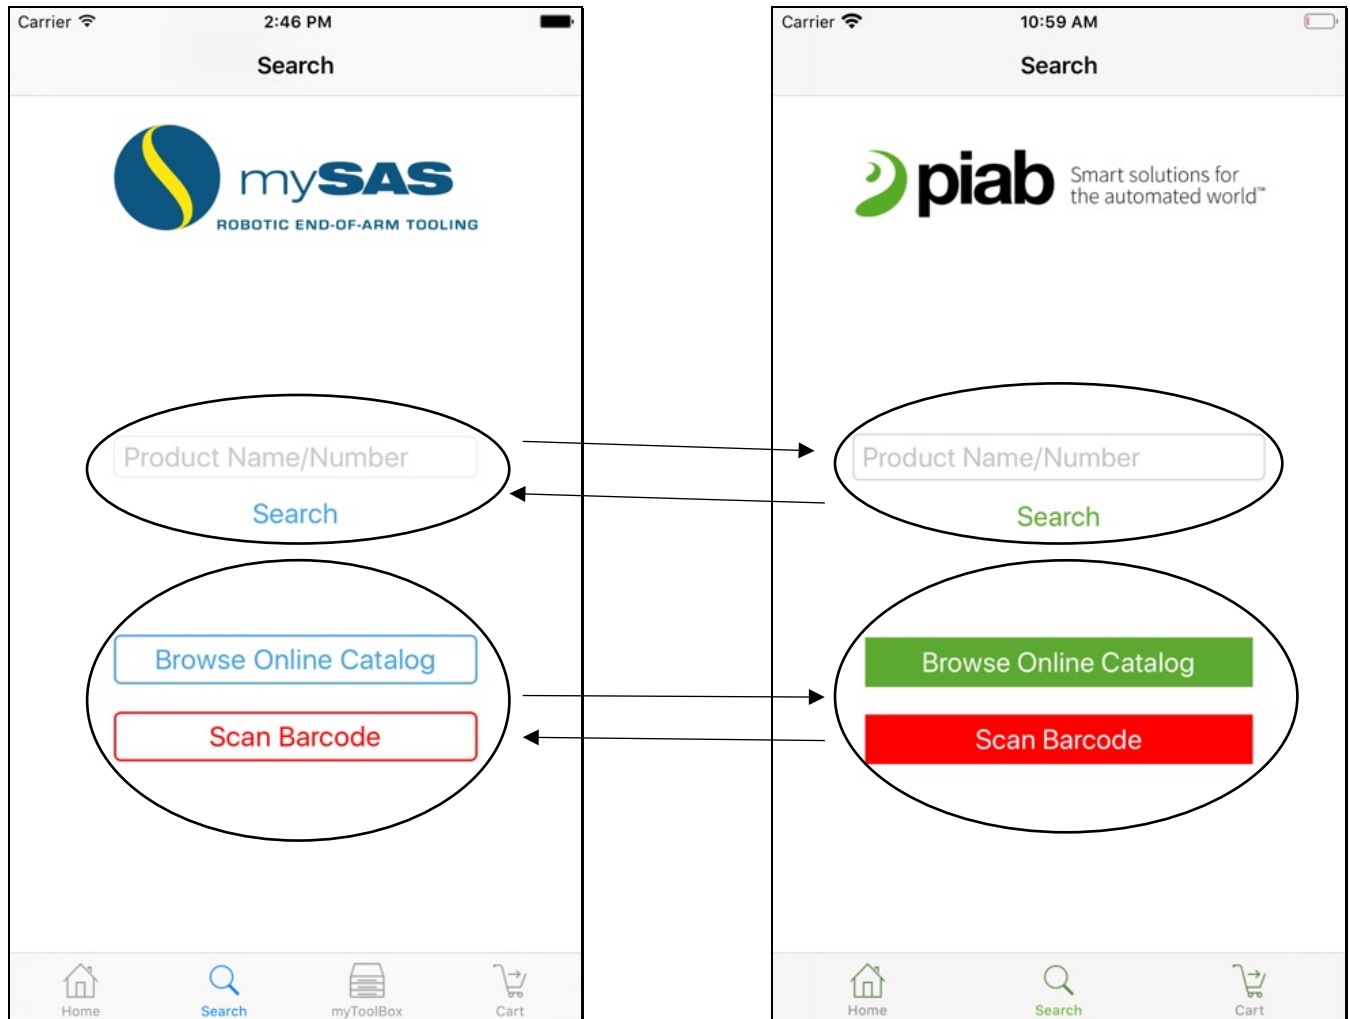 Carrier 2:46 PM
Search
mySAS
ROBOTIC END-OF-ARM TOOLING
Product Name/Number
Search
Browse Online Catalog
Scan Barcode
Home Search myToolBox Cart
Carrier 10:59 AM
Search
piab Smart solutions for
the automated world™
Product Name/Number
Search
Browse Online Catalog
Scan Barcode
Home Search Cart